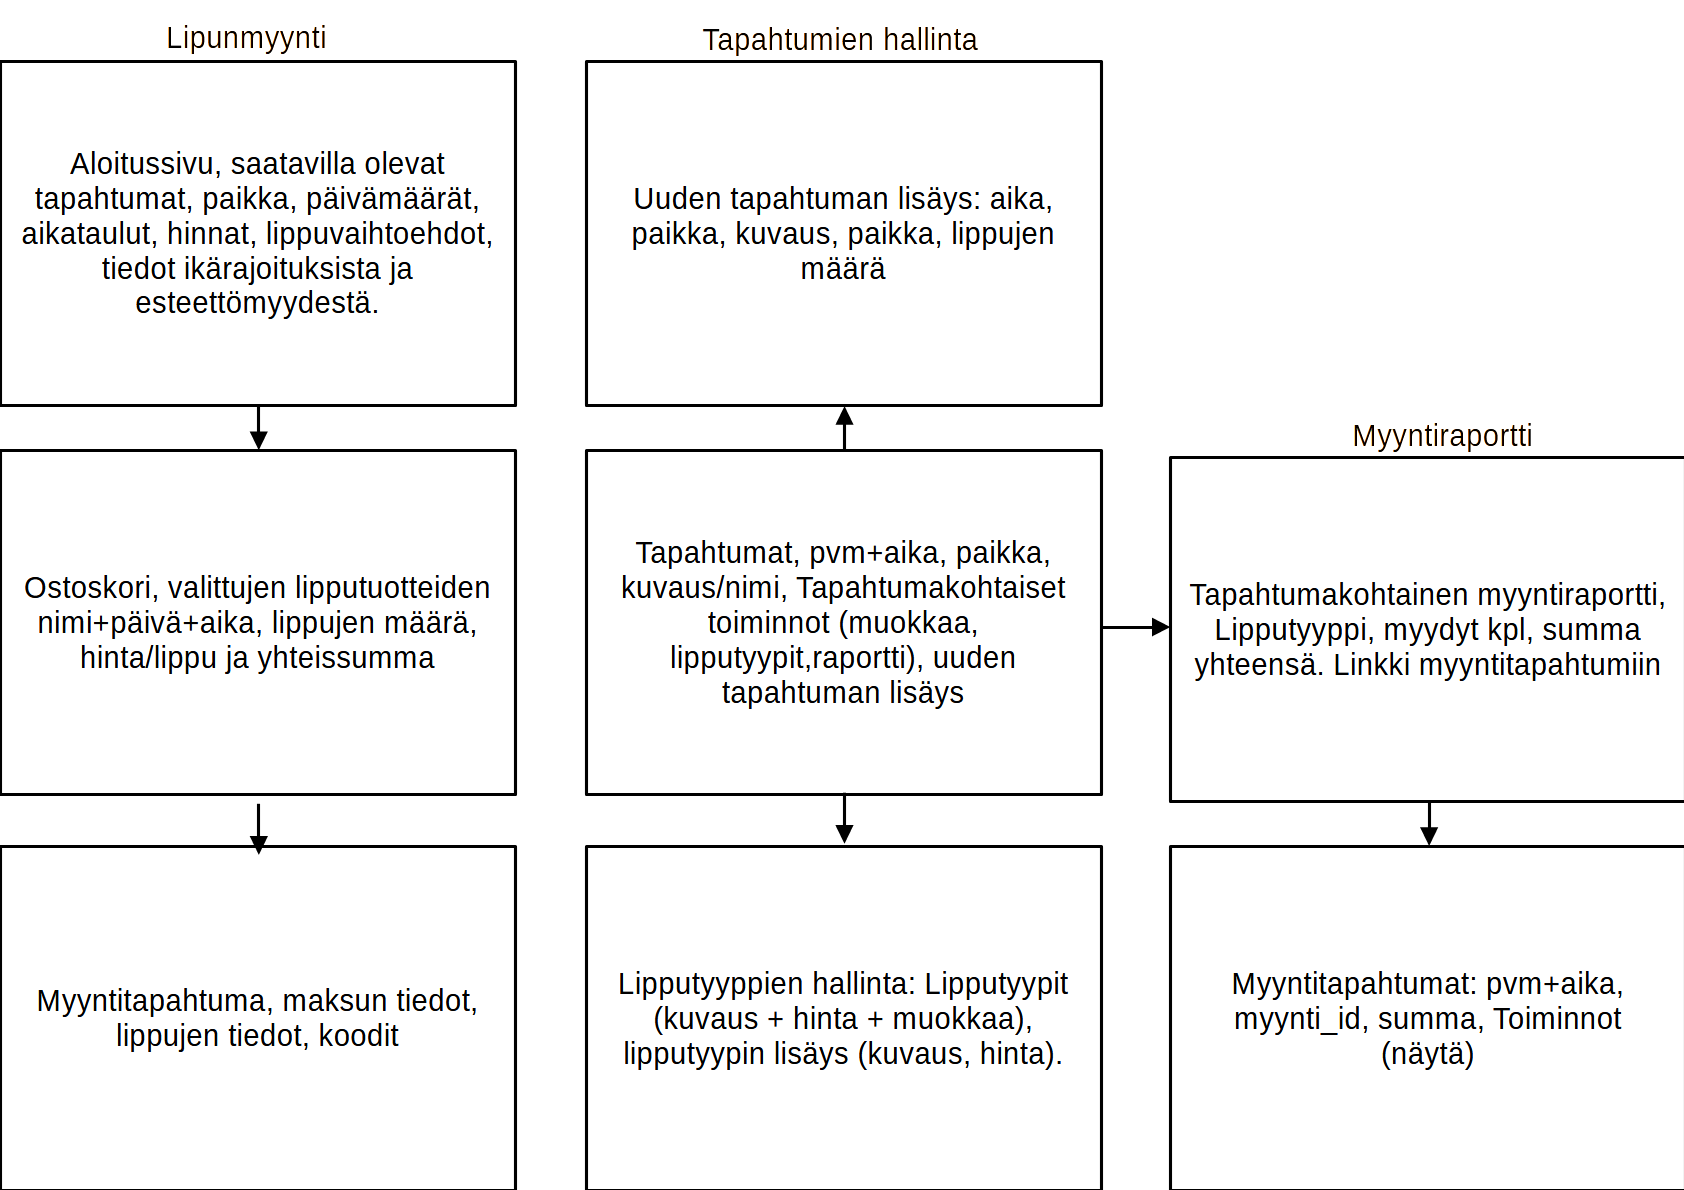 Lipunmyynti
Aloitussivu, saatavilla olevat
tapahtumat, paikka, päivämäärät,
aikataulut, hinnat, lippuvaihtoehdot,
tiedot ikärajoituksista ja
esteettömyydestä.
Ostoskori, valittujen lipputuotteiden
nimi+päivä+aika, lippujen määrä,
hinta/lippu ja yhteissumma
Myyntitapahtuma, maksun tiedot,
lippujen tiedot, koodit
Tapahtumien hallinta
Uuden tapahtuman lisäys: aika,
paikka, kuvaus, paikka, lippujen
määrä
Tapahtumat, pvm+aika, paikka,
kuvaus/nimi, Tapahtumakohtaiset
toiminnot (muokkaa,
lipputyypit,raportti), uuden
tapahtuman lisäys
Lipputyyppien hallinta: Lipputyypit
(kuvaus + hinta + muokkaa),
lipputyypin lisäys (kuvaus, hinta).
Myyntiraportti
Tapahtumakohtainen myyntiraportti,
Lipputyyppi, myydyt kpl, summa
yhteensä. Linkki myyntitapahtumiin
Myyntitapahtumat: pvm+aika,
myynti_id, summa, Toiminnot
(näytä)